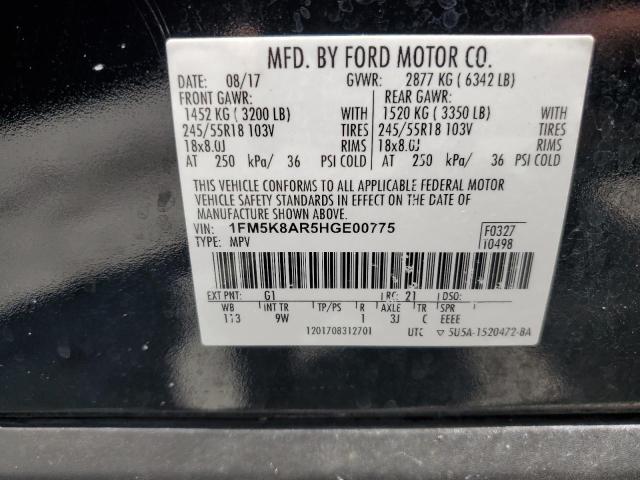 MFD. BY FORD MOTOR CO.
DATE: 08/17 GVWR: 2877 KG ( 6342 LB)
FRONT GAWR: REAR GAWR:
1452 KG ( 3200 LB) WITH 1520 KG ( 3350 LB) WITH
245/55R18 103V TIRES 245/55R18 103V TIRES
18x8.0J RIMS 18x8.0J RIMS
AT 250 kPa/ 36 PSI COLD AT 250 kPa/ 36 PSI COLD
THIS VEHICLE CONFORMS TO ALL APPLICABLE FEDERAL MOTOR
VEHICLE SAFETY STANDARDS IN EFFECT ON THE DATE OF
MANUFACTURE SHOWN ABOVE.
VIN: 1FM5K8AR5HGE00775 F0327
TYPE: MPV T0498
EXT PNT: G1 RC: 21 DSO:
WB INT TR TP/PS R AXLE TR SPR
113 9W 1 3J C EEEE
1201708312701 UTC ▽ 5U5A-1520472-BA